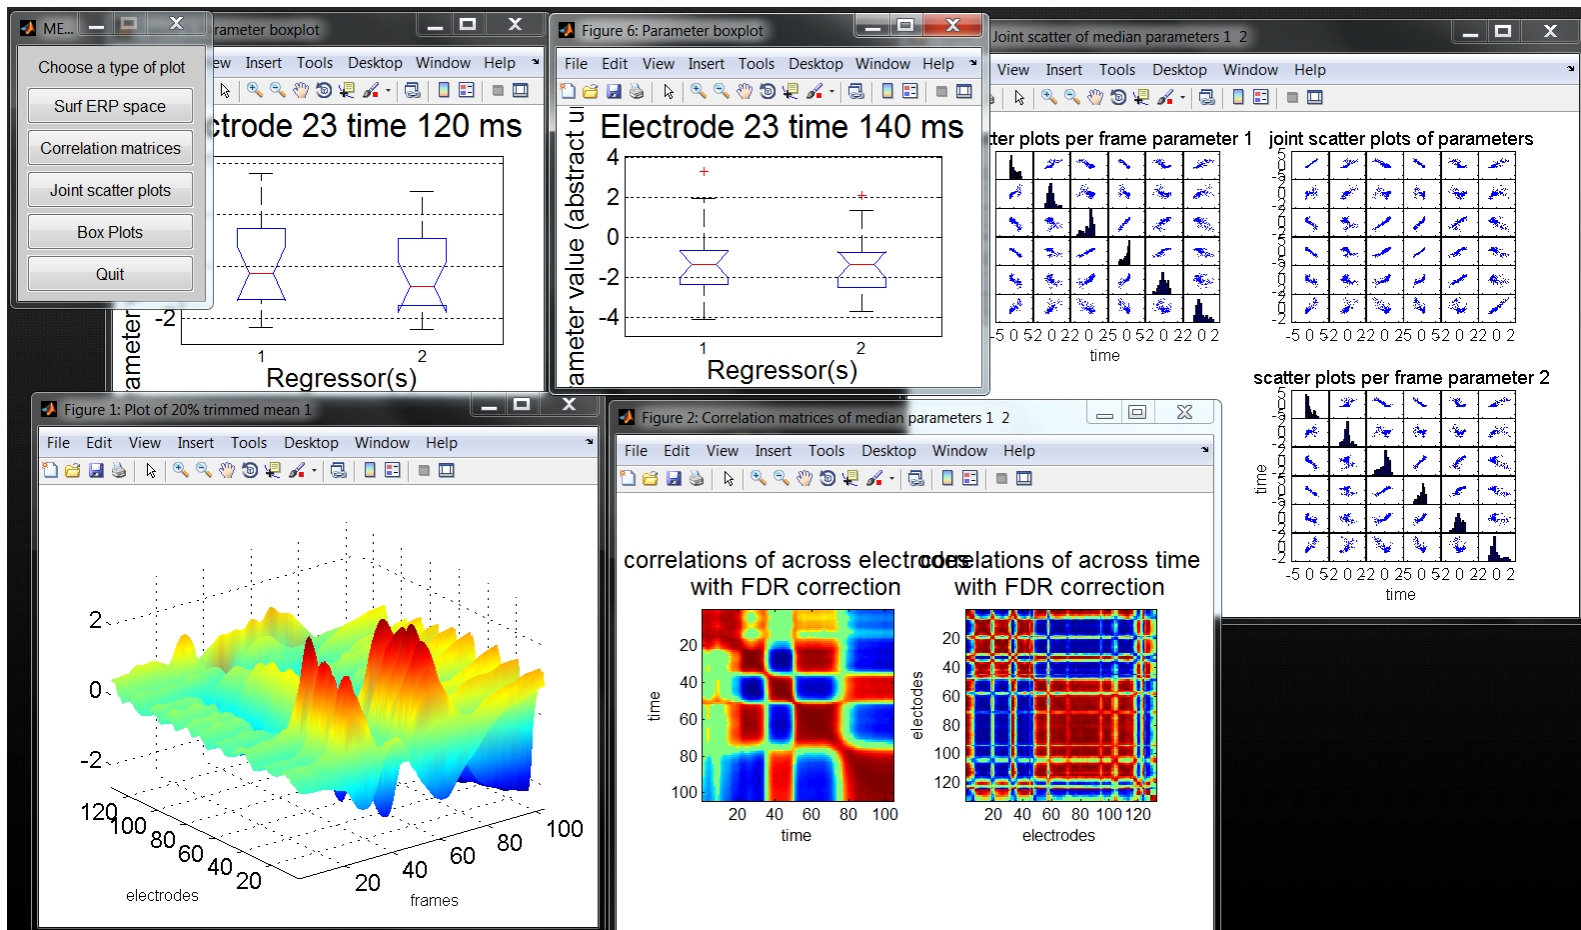 ME...
Choose a type of plot
Surf ERP space
Correlation matrices
Joint scatter plots
Box Plots
Quit
rameter boxplot
ew Insert Tools Desktop Window Help
ctrode 23 time 120 ms
-2
1 2
Regressor(s)
ameter
Figure 6: Parameter boxplot
File Edit View Insert Tools Desktop Window Help
Electrode 23 time 140 ms
ameter value (abstract u
4
2
0
-2
-4
1 2
Regressor(s)
Joint scatter of median parameters 1 2
View Insert Tools Desktop Window Help
tter plots per frame parameter 1
time
joint scatter plots of parameters
scatter plots per frame parameter 2
time
time
Figure 1: Plot of 20% trimmed mean 1
File Edit View Insert Tools Desktop Window Help
2
0
-2
120 100 80 60 40 20
electrodes
20 40 60 80 100
frames
Figure 2: Correlation matrices of median parameters 1 2
File Edit View Insert Tools Desktop Window Help
correlations of across electrodes
with FDR correction
20
40
60
80
100
time
20 40 60 80 100
time
correlations of across time
with FDR correction
20
40
60
80
100
120
electodes
20 40 60 80 100 120
electrodes